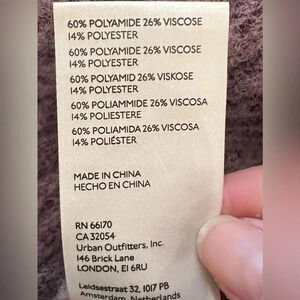 60% POLYAMIDE 26% VISCOSE
14% POLYESTER
60% POLYAMIDE 26% VISCOSE
14% POLYESTER
60% POLYAMID 26% VISKOSE
14% POLYESTER
60% POLIAMMIDE 26% VISCOSA
14% POLIESTERE
60% POLIAMIDA 26% VISCOSA
14% POLIÉSTER
MADE IN CHINA
HECHO EN CHINA
RN 66170
CA 32054
Urban Outfitters, Inc.
146 Brick Lane
LONDON, E1 6RU
Leidsestraat 32, 1017 PB
Amsterdam, Netherlands